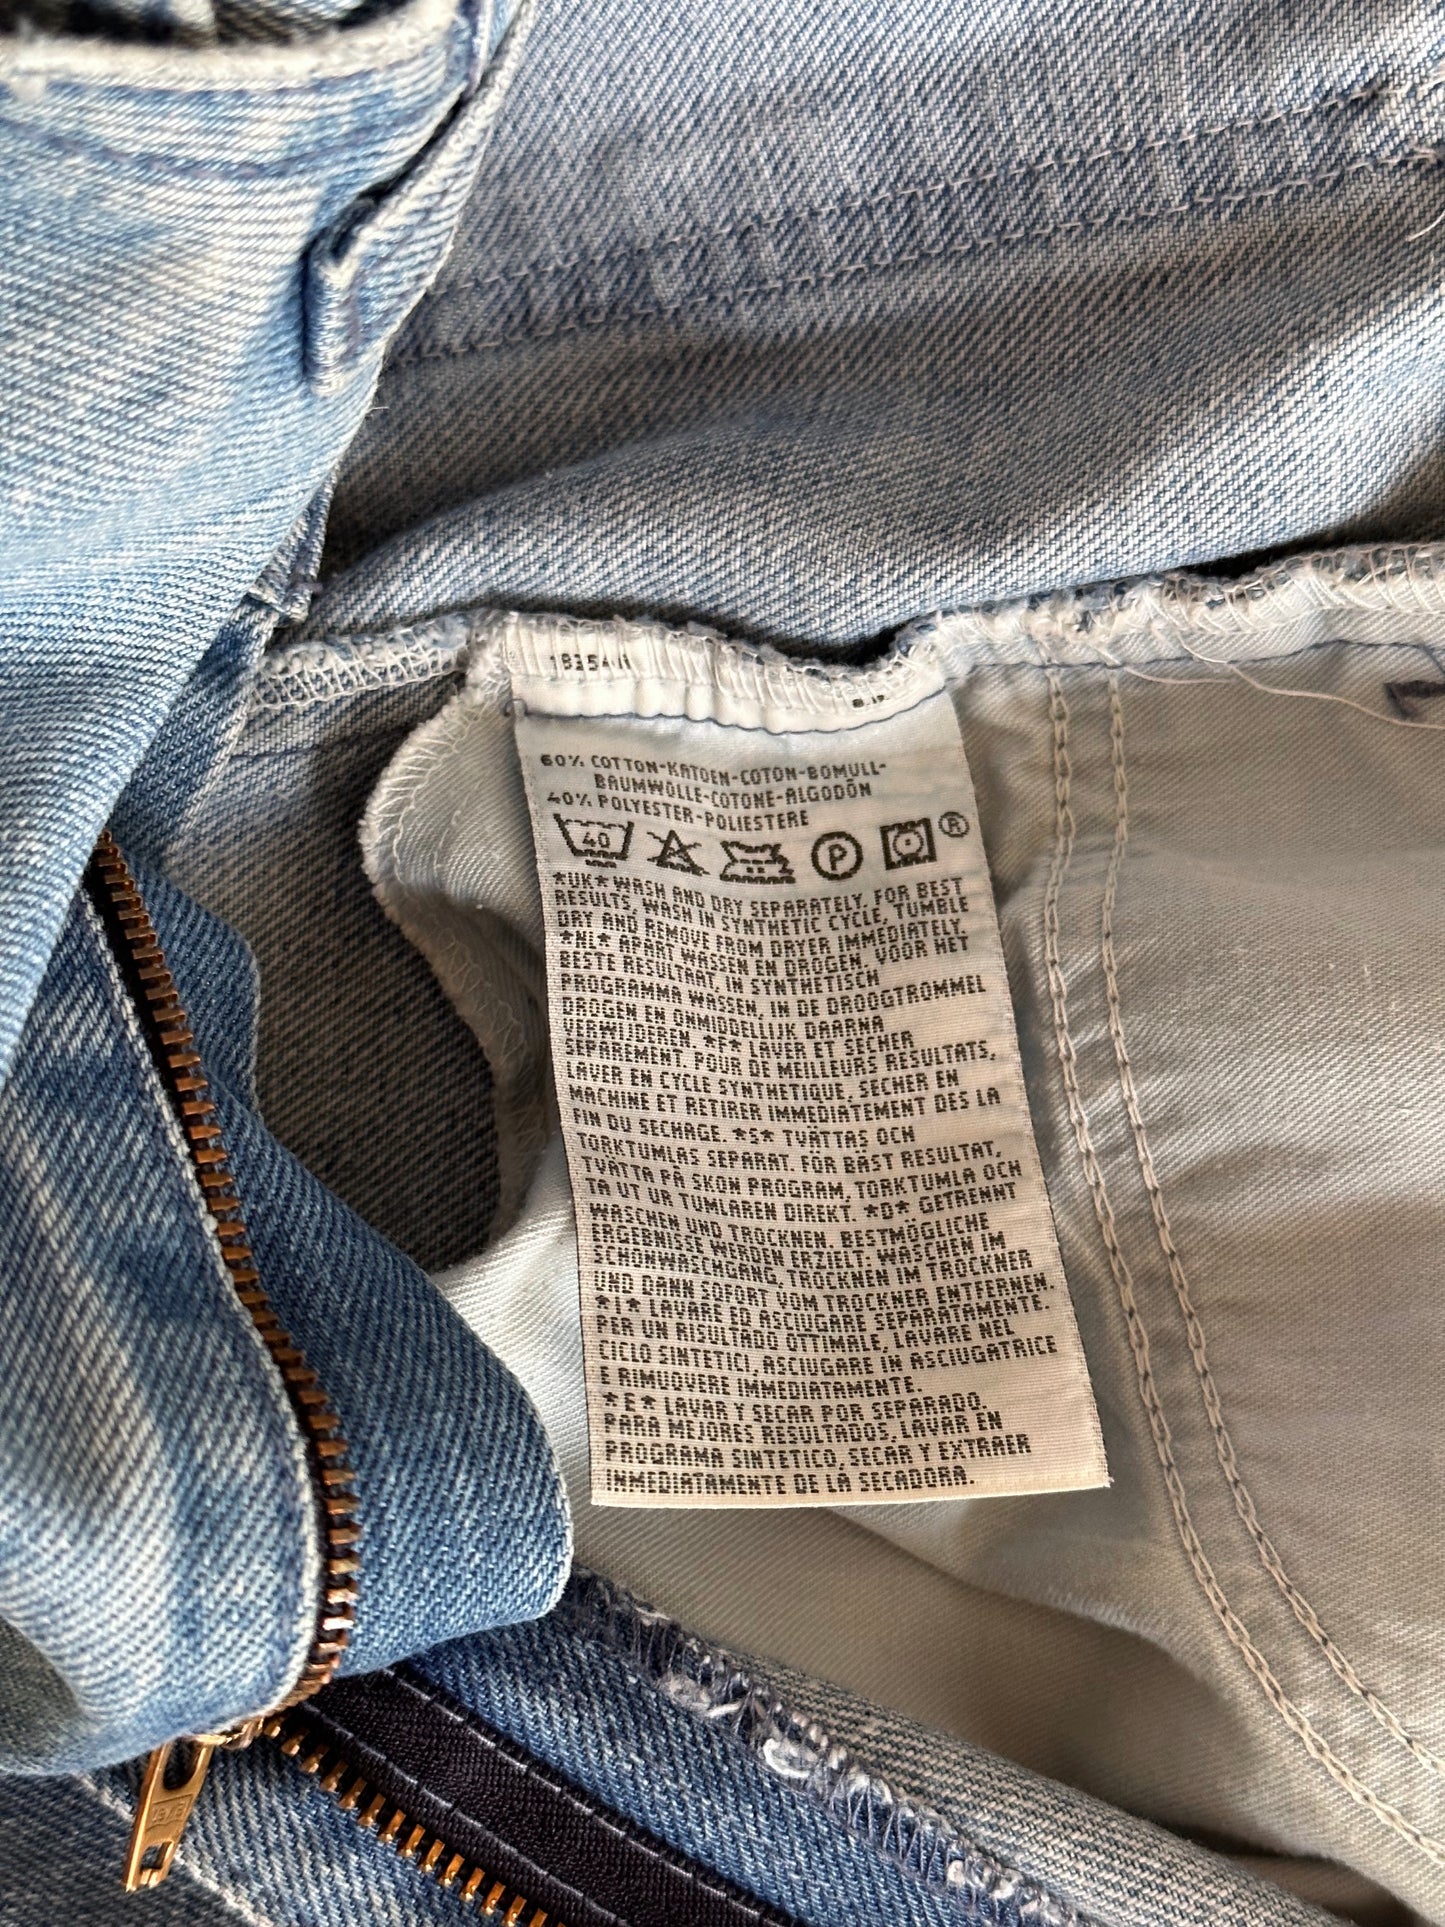 60% COTTON-KATOEN-COTON-BOMULL-
BAUMWOLLE-COTONE-ALGODÓN
40% POLYESTER-POLIESTERE
40 P ®
*UK* WASH AND DRY SEPARATELY. FOR BEST
RESULTS, WASH IN SYNTHETIC CYCLE, TUMBLE
DRY AND REMOVE FROM DRYER IMMEDIATELY.
*NL* APART WASSEN EN DROGEN, VOOR HET
BESTE RESULTAAT, IN SYNTHETISCH
PROGRAMMA WASSEN, IN DE DROOGTROMMEL
DROGEN EN ONMIDDELLIJK DAARNA
VERWIJDEREN. *F* LAVER ET SECHER
SEPAREMENT. POUR DE MEILLEURS RESULTATS,
LAVER EN CYCLE SYNTHETIQUE, SECHER EN
MACHINE ET RETIRER IMMEDIATEMENT DES LA
FIN DU SECHAGE. *S* TVÄTTAS OCH
TORKTUMLAS SEPARAT. FÖR BÄST RESULTAT,
TVÄTTA PÅ SKON PROGRAM, TORKTUMLA OCH
TA UT UR TUMLAREN DIREKT. *D* GETRENNT
WASCHEN UND TROCKNEN. BESTMÖGLICHE
ERGEBNISSE WERDEN ERZIELT: WASCHEN IM
SCHONWASCHGANG, TROCKNEN IM TROCKNER
UND DANN SOFORT VOM TROCKNER ENTFERNEN.
*I* LAVARE ED ASCIUGARE SEPARATAMENTE.
PER UN RISULTADO OTTIMALE, LAVARE NEL
CICLO SINTETICI, ASCIUGARE IN ASCIUGATRICE
E RIMUOVERE IMMEDIATAMENTE.
*E* LAVAR Y SECAR POR SEPARADO.
PARA MEJORES RESULTADOS, LAVAR EN
PROGRAMA SINTETICO, SECAR Y EXTRAER
INMEDIATAMENTE DE LA SECADORA.